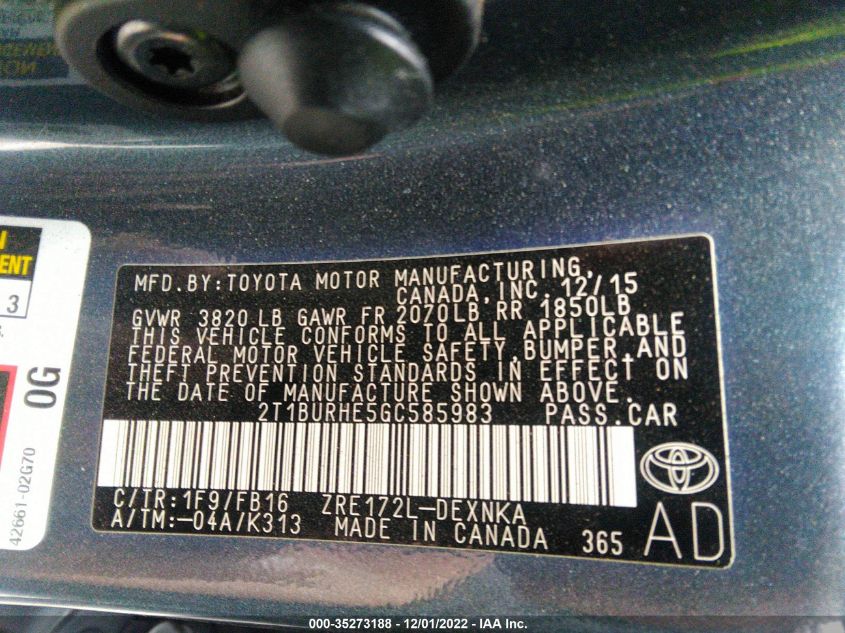 MFD.BY:TOYOTA MOTOR MANUFACTURING,
CANADA,INC.12/15
GVWR 3820 LB GAWR FR 2070LB RR 1850LB
THIS VEHICLE CONFORMS TO ALL APPLICABLE
FEDERAL MOTOR VEHICLE SAFETY,BUMPER,AND
THEFT PREVENTION STANDARDS IN EFFECT ON
THE DATE OF MANUFACTURE SHOWN ABOVE.
2T1BURHE5GC585983 PASS.CAR
C/TR:1F9/FB16 ZRE172L-DEXNKA
A/TM:-04A/K313 MADE IN CANADA 365
AD
3
0G
42661-02G70
000-35273188 - 12/01/2022 - IAA Inc.